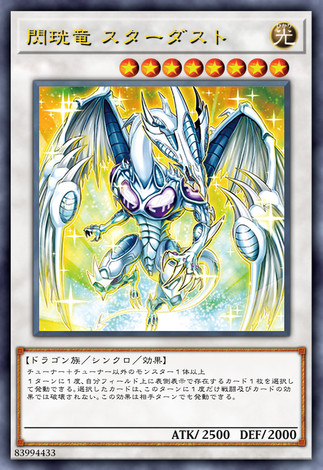 閃珖竜 スターダスト
光
【ドラゴン族／シンクロ／効果】
チューナー＋チューナー以外のモンスター１体以上
１ターンに１度、自分フィールド上に表側表示で存在するカード１枚を選択し
て発動できる。選択したカードは、このターンに１度だけ戦闘及びカードの効
果では破壊されない。この効果は相手ターンでも発動できる。
ATK/ 2500 DEF/ 2000
83994433